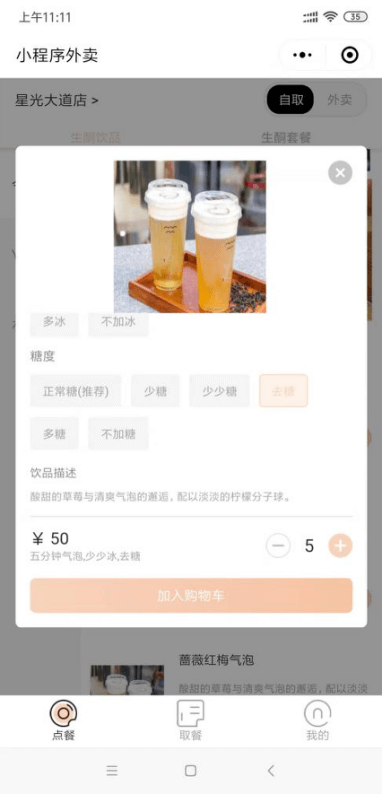 上午11:11
35
小程序外卖
星光大道店 >
自取
外卖
生酮饮品
生酮套餐
多冰
不加冰
糖度
正常糖(推荐)
少糖
少少糖
去糖
多糖
不加糖
饮品描述
酸甜的草莓与清爽气泡的邂逅，配以淡淡的柠檬分子球。
￥ 50
五分钟气泡,少少冰,去糖
5
加入购物车
蔷薇红梅气泡
酸甜的草莓与清爽气泡的邂逅，配以淡淡
点餐
取餐
我的